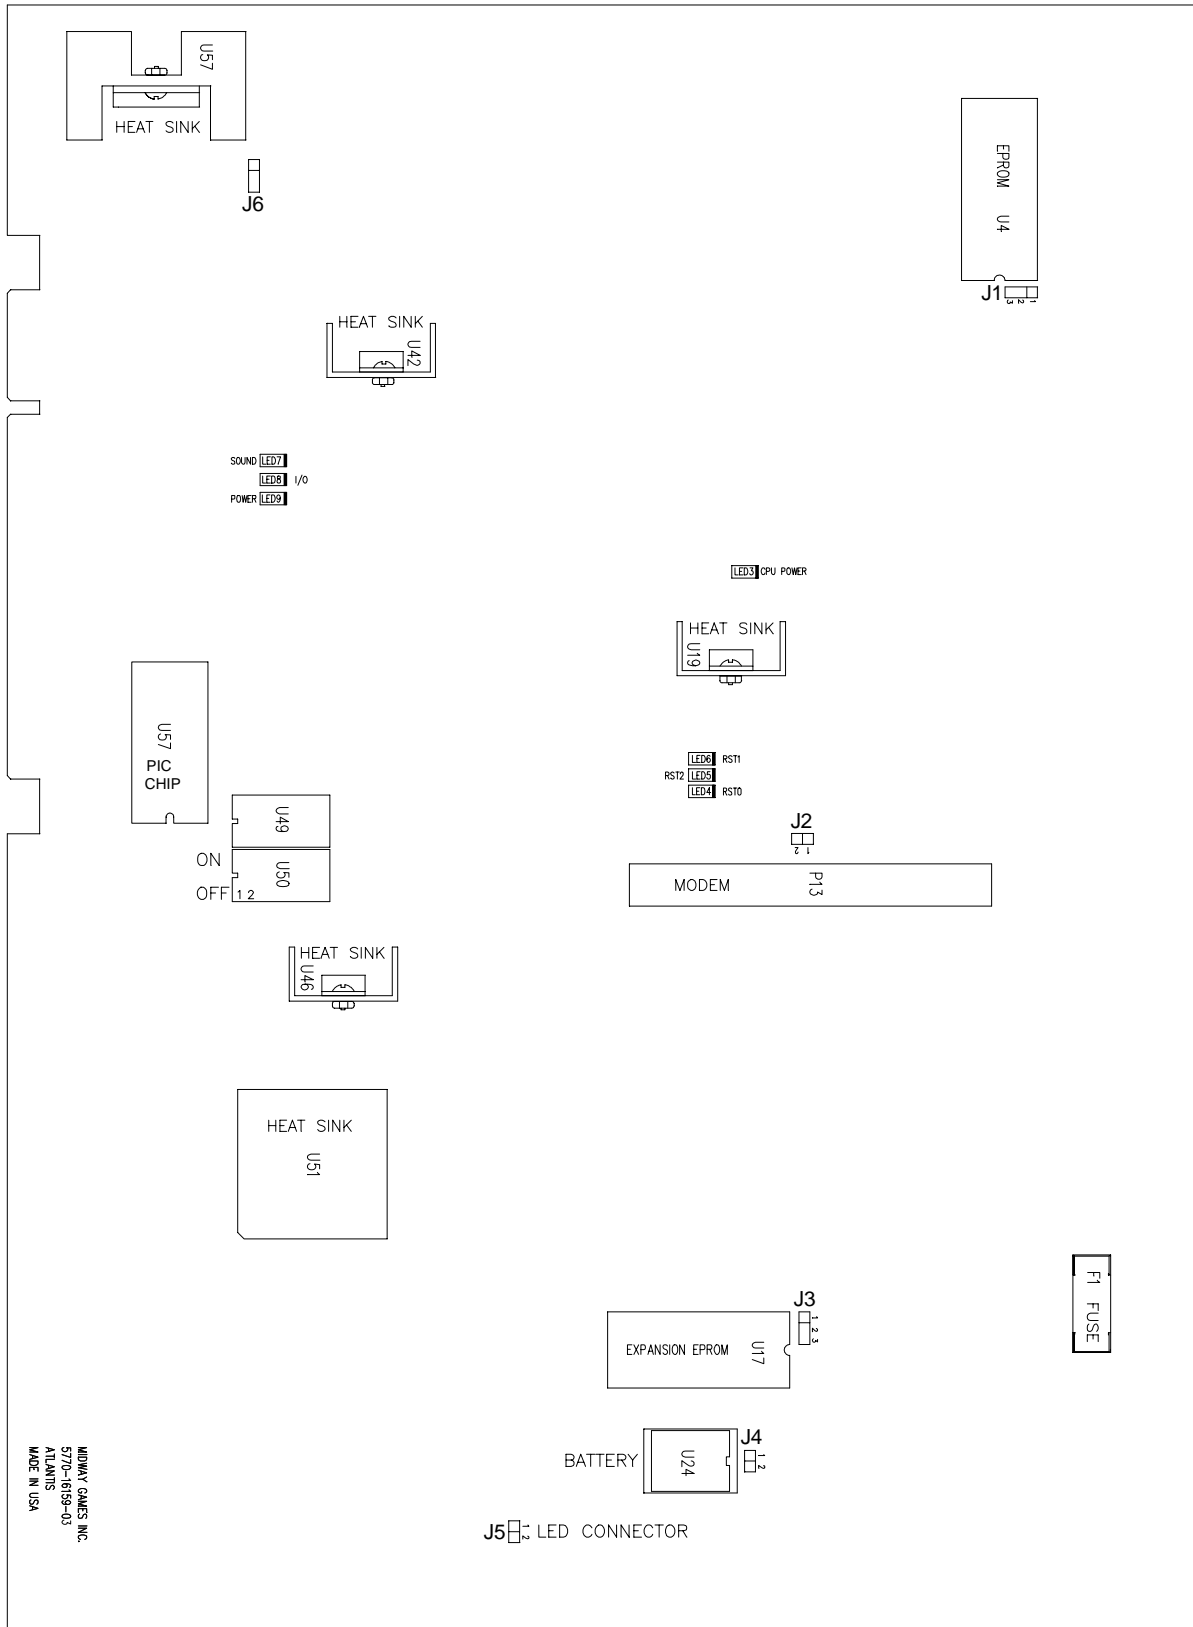 U57
HEAT SINK
J6
EPROM U4
J1
3 2 1
HEAT SINK
U42
SOUND LED7
LED8 I/O
POWER LED9
LED3 CPU POWER
HEAT SINK
U19
U57
PIC
CHIP
LED6 RST1
RST2 LED5
LED4 RST0
U49
J2
2 1
ON
U50
OFF 1 2
MODEM P13
HEAT SINK
U46
HEAT SINK
U51
F1 FUSE
J3
1 2 3
EXPANSION EPROM U17
J4
1 2
BATTERY U24
J5 1 2 LED CONNECTOR
MIDWAY GAMES INC.
5770-16159-03
ATLANTIS
MADE IN USA